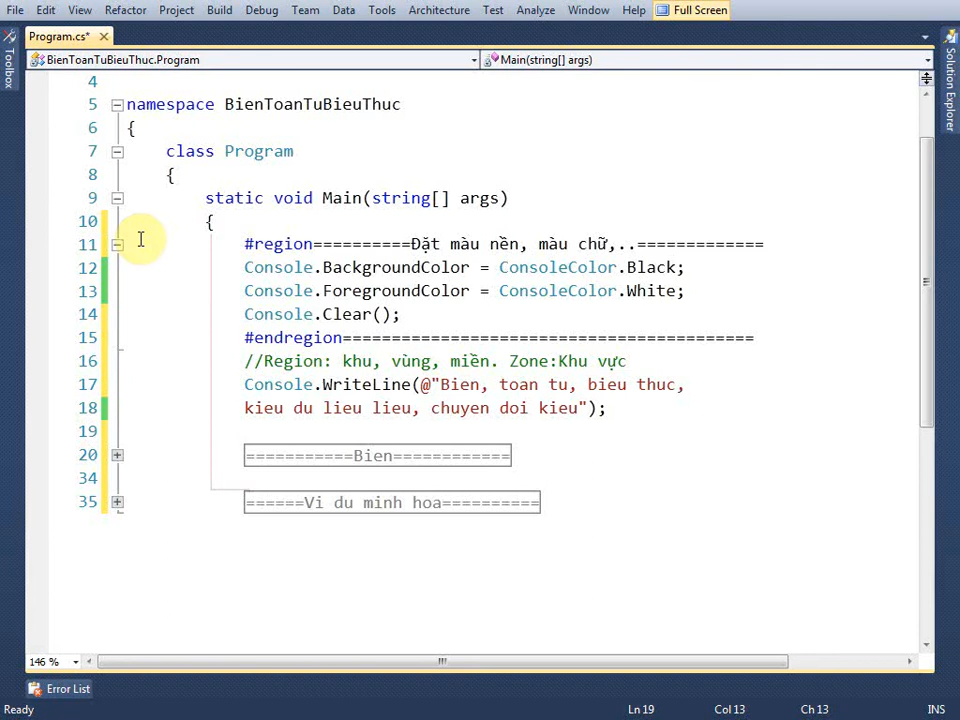 File Edit View Refactor Project Build Debug Team Data Tools Architecture Test Analyze Window Help Full Screen
Program.cs*
BienToanTuBieuThuc.Program Main(string[] args)
Toolbox
Solution Explorer
4
5 namespace BienToanTuBieuThuc
6 {
7 class Program
8 {
9 static void Main(string[] args)
10 {
11 #region==========Đặt màu nền, màu chữ,..=============
12 Console.BackgroundColor = ConsoleColor.Black;
13 Console.ForegroundColor = ConsoleColor.White;
14 Console.Clear();
15 #endregion==========================================
16 //Region: khu, vùng, miền. Zone:Khu vực
17 Console.WriteLine(@"Bien, toan tu, bieu thuc,
18 kieu du lieu lieu, chuyen doi kieu");
19
20 ===========Bien============
34
35 ======Vi du minh hoa==========
146 %
Error List
Ready Ln 19 Col 13 Ch 13 INS